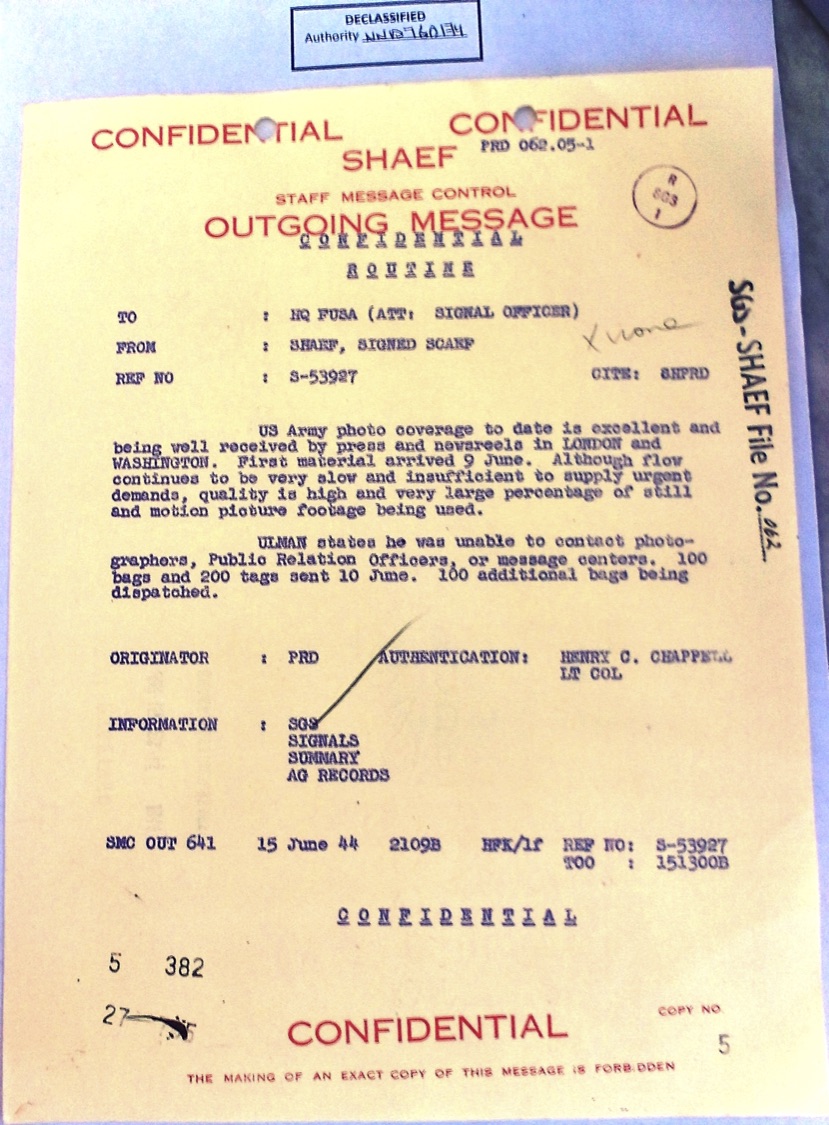 DECLASSIFIED
Authority NND760174
CONFIDENTIAL CONFIDENTIAL
PRD 062.05-1
SHAEF
STAFF MESSAGE CONTROL
OUTGOING MESSAGE
CONFIDENTIAL
ROUTINE
R
SGS
1
TO : HQ FUSA (ATT: SIGNAL OFFICER)
FROM : SHAEF, SIGNED SCAEF
REF NO : S-53927 CITE: SHPRD
SGS-SHAEF File No. 062
US Army photo coverage to date is excellent and
being well received by press and newsreels in LONDON and
WASHINGTON. First material arrived 9 June. Although flow
continues to be very slow and insufficient to supply urgent
demands, quality is high and very large percentage of still
and motion picture footage being used.
ULMAN states he was unable to contact photo-
graphers, Public Relation Officers, or message centers. 100
bags and 200 tags sent 10 June. 100 additional bags being
dispatched.
ORIGINATOR : PRD AUTHENTICATION: HENRY C. CHAPPELL
LT COL
INFORMATION : SGS
SIGNALS
SUMMARY
AG RECORDS
SMC OUT 641 15 June 44 2109B HFK/lf REF NO: S-53927
TOO : 151300B
CONFIDENTIAL
5 382
27
CONFIDENTIAL
COPY NO.
5
THE MAKING OF AN EXACT COPY OF THIS MESSAGE IS FORBIDDEN